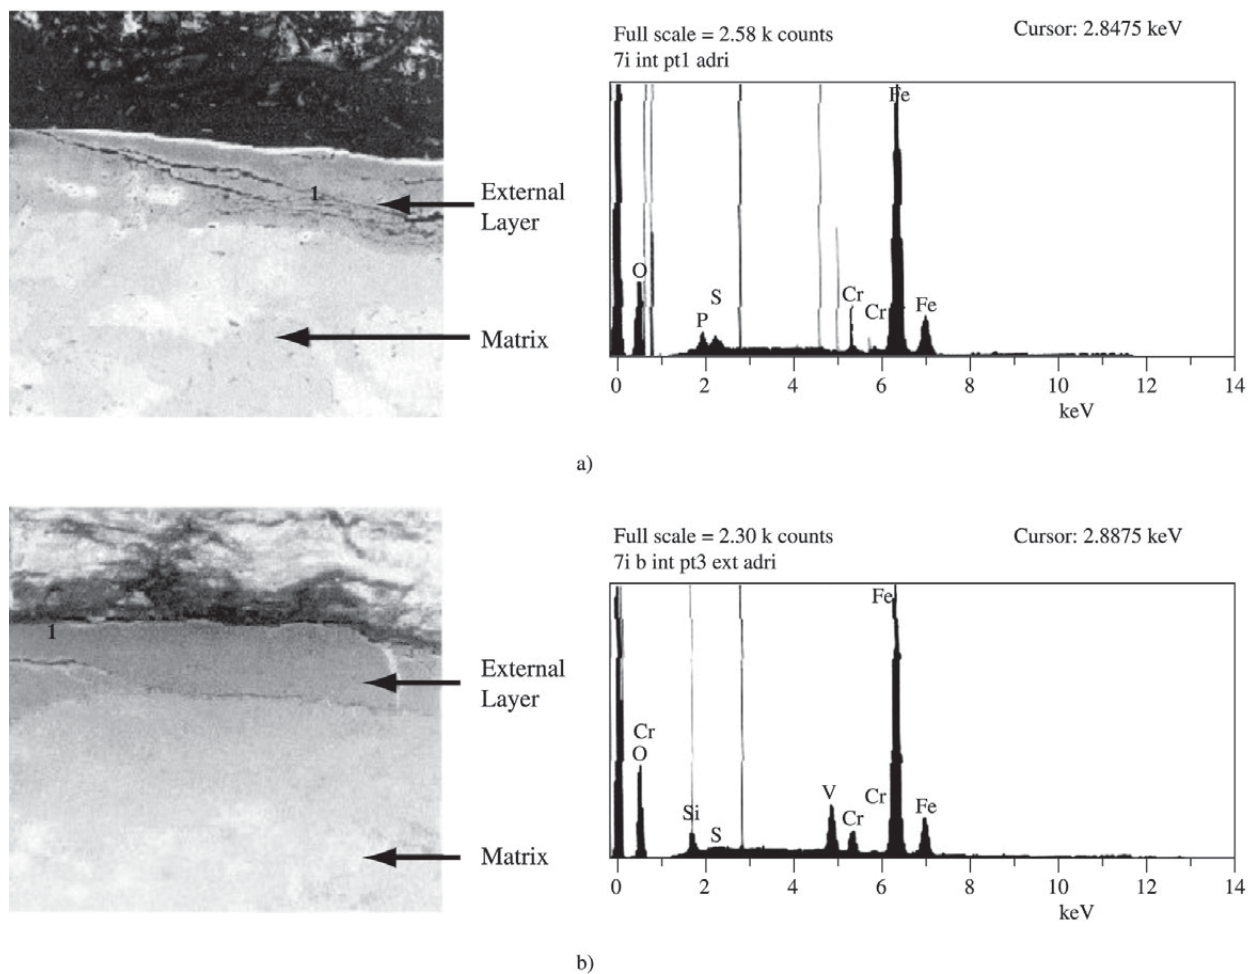 Full scale = 2.58 k counts
Cursor: 2.8475 keV
7i int pt1 adri
1
External
Layer
Matrix
Fe
O
S
P
Cr
Cr
Fe
0 2 4 6 8 10 12 14
keV
a)
Full scale = 2.30 k counts
Cursor: 2.8875 keV
7i b int pt3 ext adri
1
External
Layer
Matrix
Fe
Cr
O
Si
S
V
Cr
Cr
Fe
0 2 4 6 8 10 12 14
keV
b)